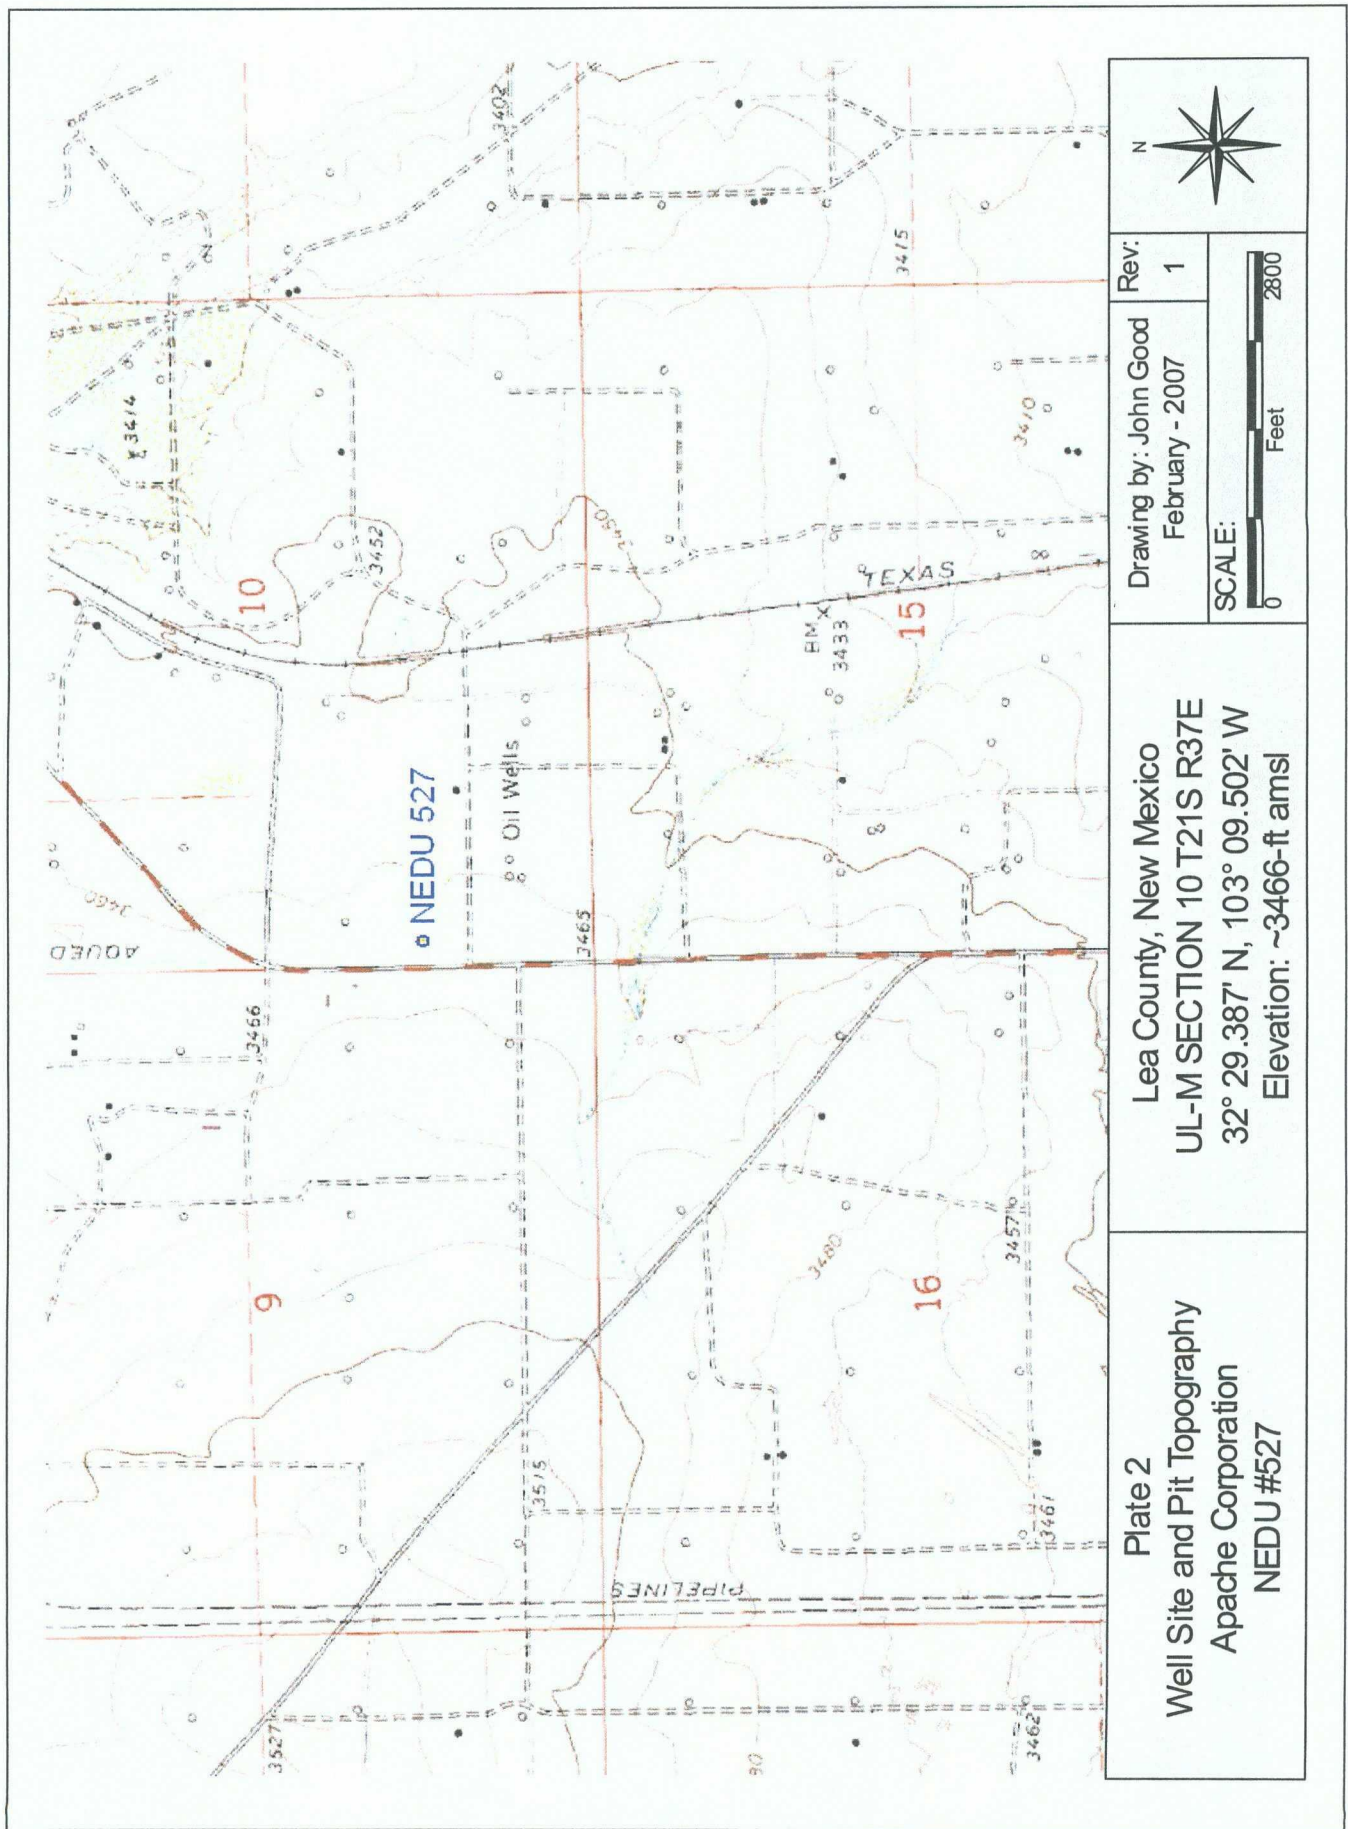 AQUED
3460
3466
9
10
3414
3402
3452
NEDU 527
Oil Wells
3465
3450
3527
3515
PIPELINES
TEXAS
BM
3433
15
3415
3410
3480
16
3457
3461
3462
80
Plate 2
Well Site and Pit Topography
Apache Corporation
NEDU #527
Lea County, New Mexico
UL-M SECTION 10 T21S R37E
32° 29.387' N, 103° 09.502' W
Elevation: ~3466-ft amsl
Drawing by: John Good
February - 2007
Rev:
1
SCALE:
0
Feet
2800
N